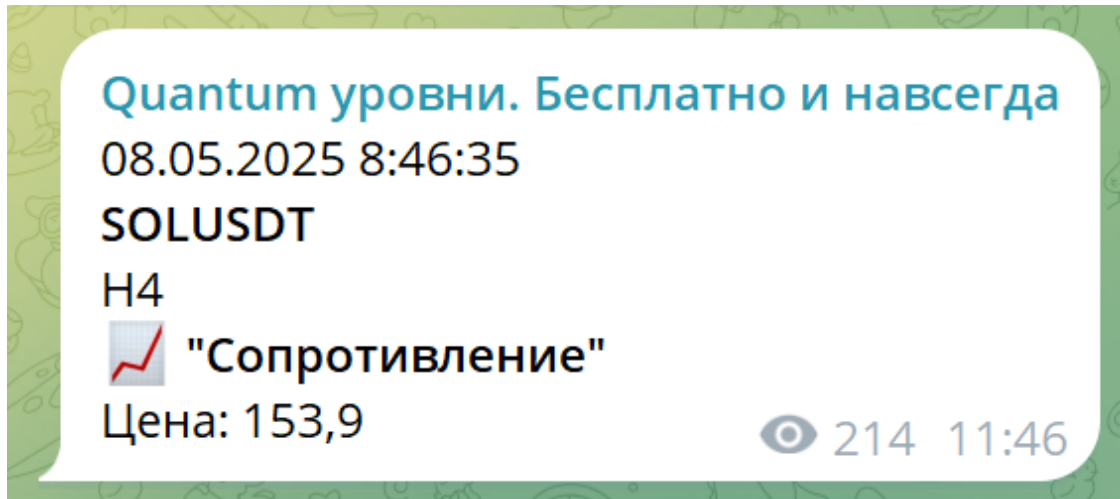 Quantum уровни. Бесплатно и навсегда
08.05.2025 8:46:35
SOLUSDT
H4
📈 "Сопротивление"
Цена: 153,9
214 11:46